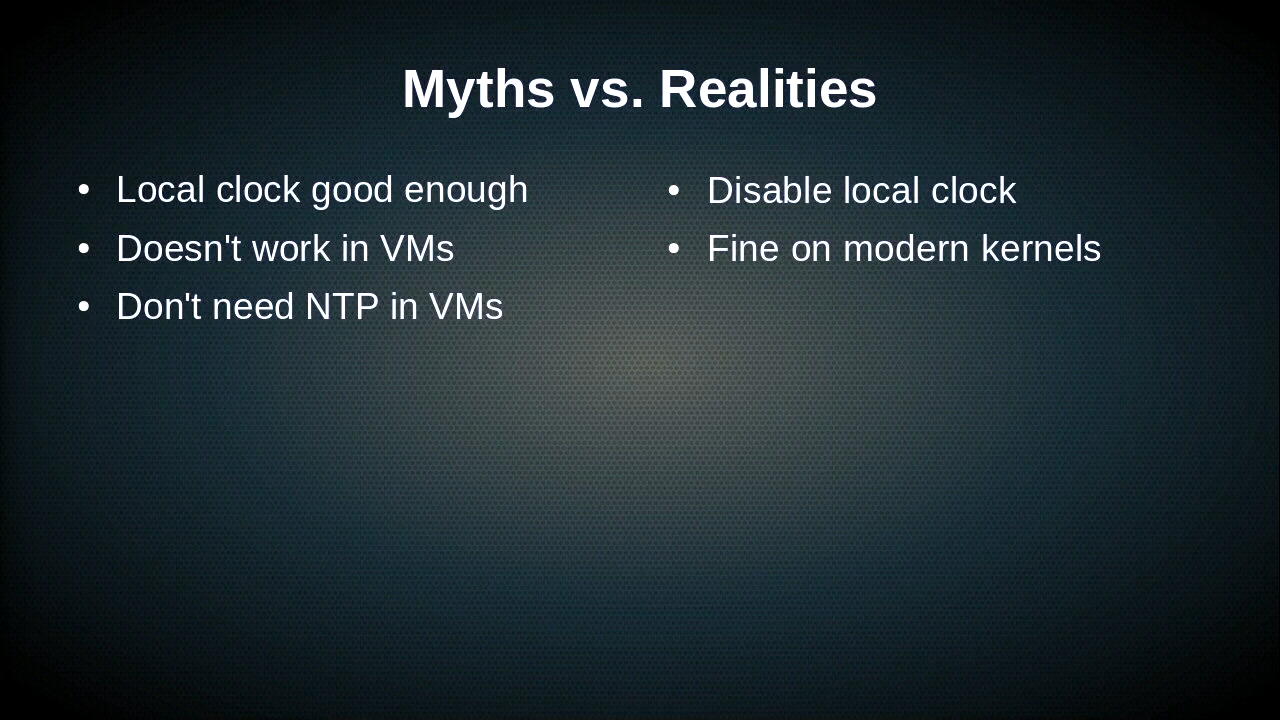 Myths vs. Realities
• Local clock good enough
• Doesn't work in VMs
• Don't need NTP in VMs
• Disable local clock
• Fine on modern kernels